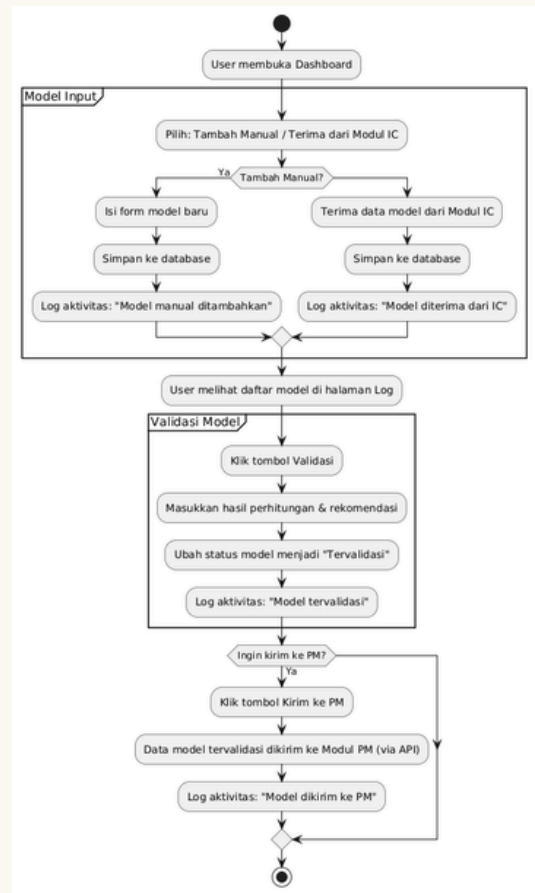 User membuka Dashboard
Model Input
Pilih: Tambah Manual / Terima dari Modul IC
Ya
Tambah Manual?
Isi form model baru
Terima data model dari Modul IC
Simpan ke database
Simpan ke database
Log aktivitas: "Model manual ditambahkan"
Log aktivitas: "Model diterima dari IC"
User melihat daftar model di halaman Log
Validasi Model
Klik tombol Validasi
Masukkan hasil perhitungan & rekomendasi
Ubah status model menjadi "Tervalidasi"
Log aktivitas: "Model tervalidasi"
Ingin kirim ke PM?
Ya
Klik tombol Kirim ke PM
Data model tervalidasi dikirim ke Modul PM (via API)
Log aktivitas: "Model dikirim ke PM"